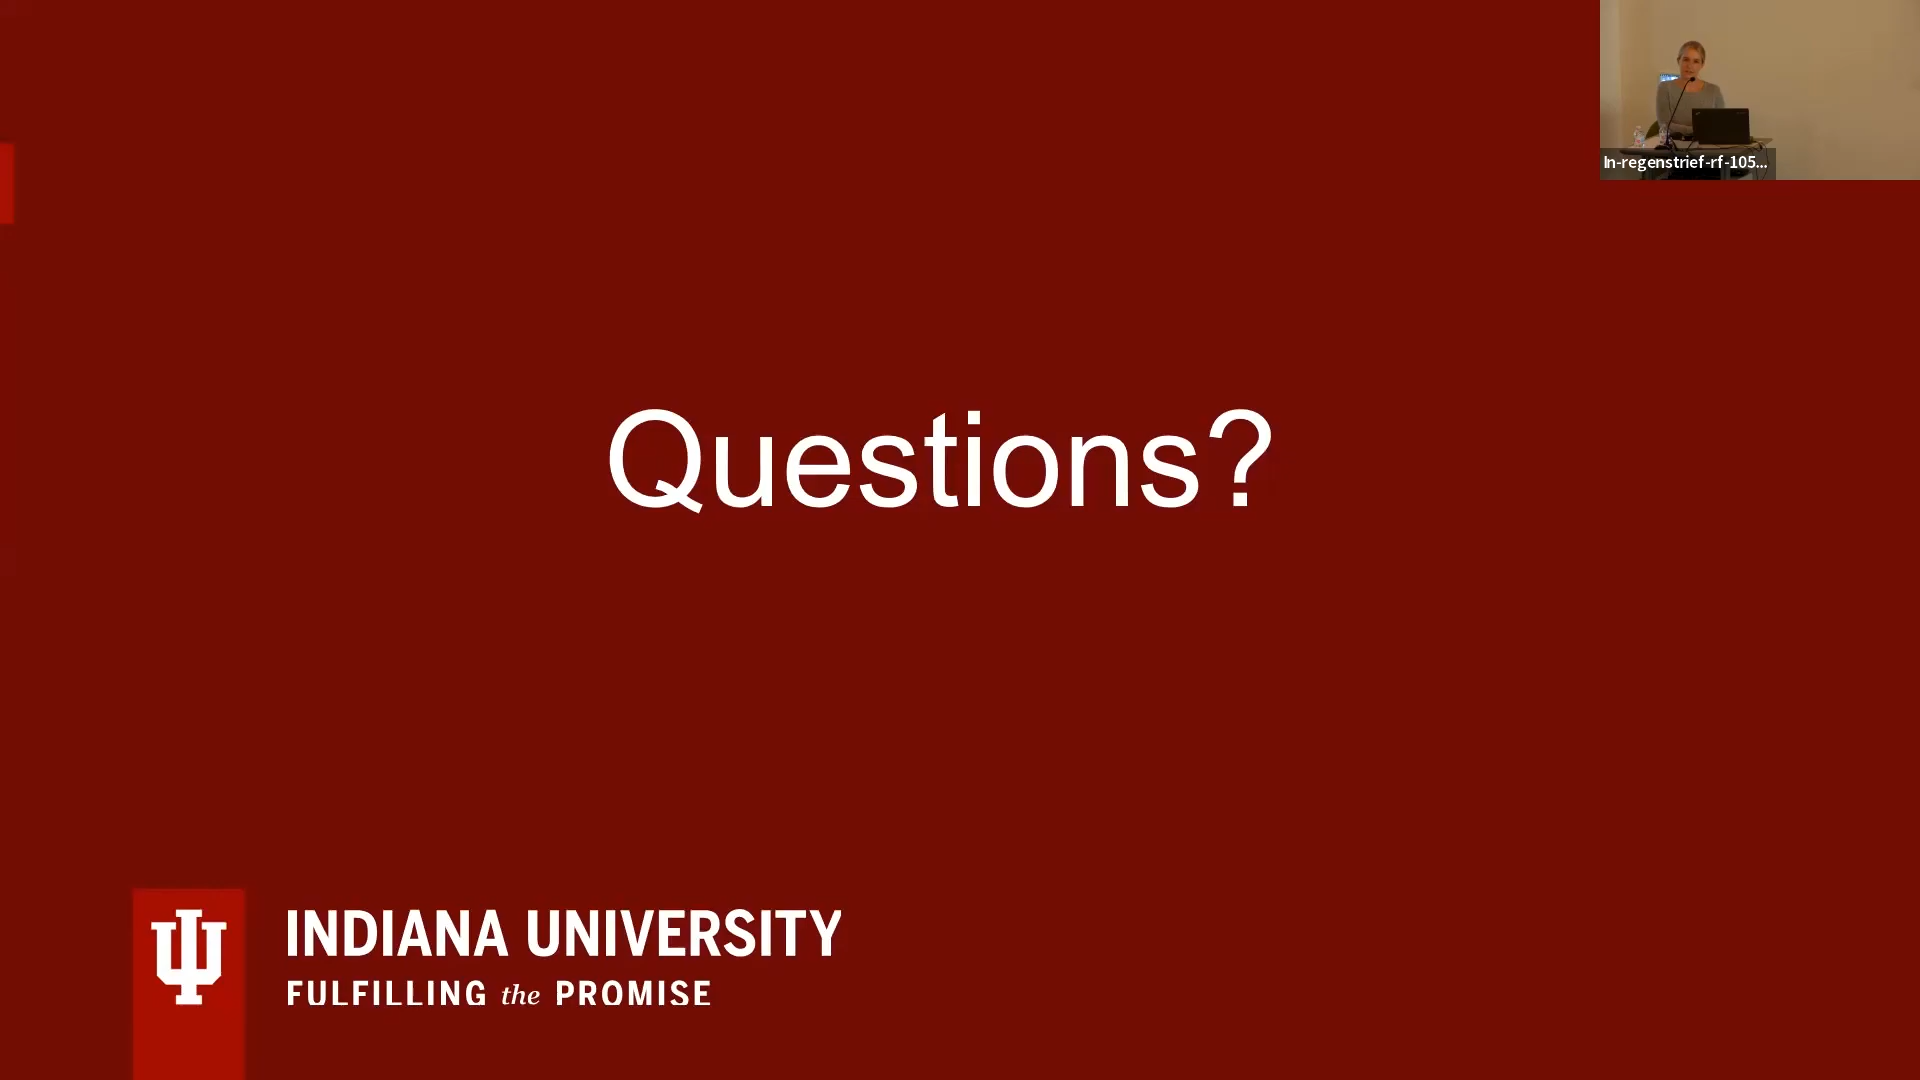 In-regenstrief-rf-105...
Questions?
INDIANA UNIVERSITY
FULFILLING the PROMISE